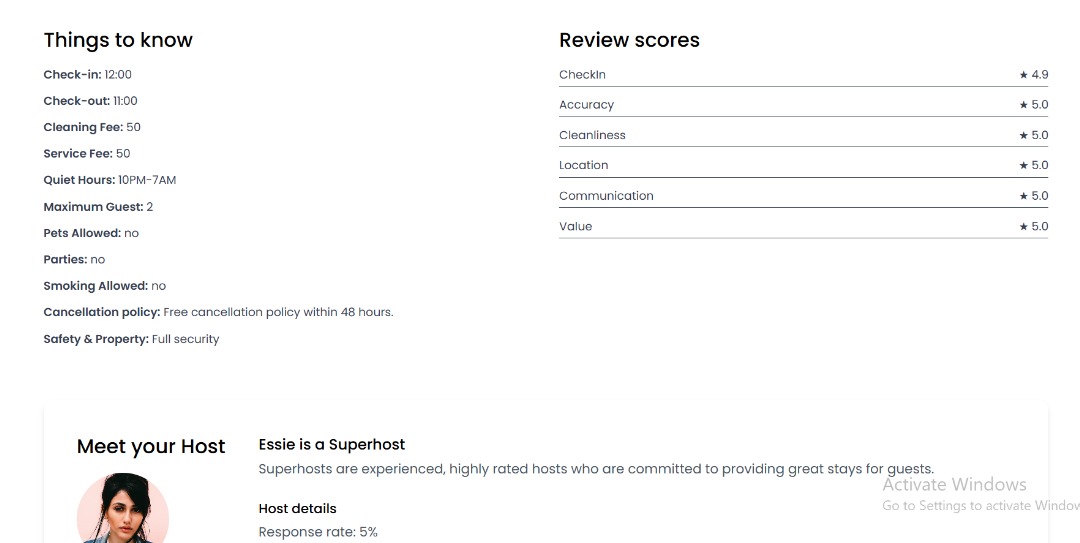 Things to know
Check-in: 12:00
Check-out: 11:00
Cleaning Fee: 50
Service Fee: 50
Quiet Hours: 10PM-7AM
Maximum Guest: 2
Pets Allowed: no
Parties: no
Smoking Allowed: no
Cancellation policy: Free cancellation policy within 48 hours.
Safety & Property: Full security
Review scores
CheckIn ★ 4.9
Accuracy ★ 5.0
Cleanliness ★ 5.0
Location ★ 5.0
Communication ★ 5.0
Value ★ 5.0
Meet your Host
Essie is a Superhost
Superhosts are experienced, highly rated hosts who are committed to providing great stays for guests.
Host details
Response rate: 5%
Activate Windows
Go to Settings to activate Window